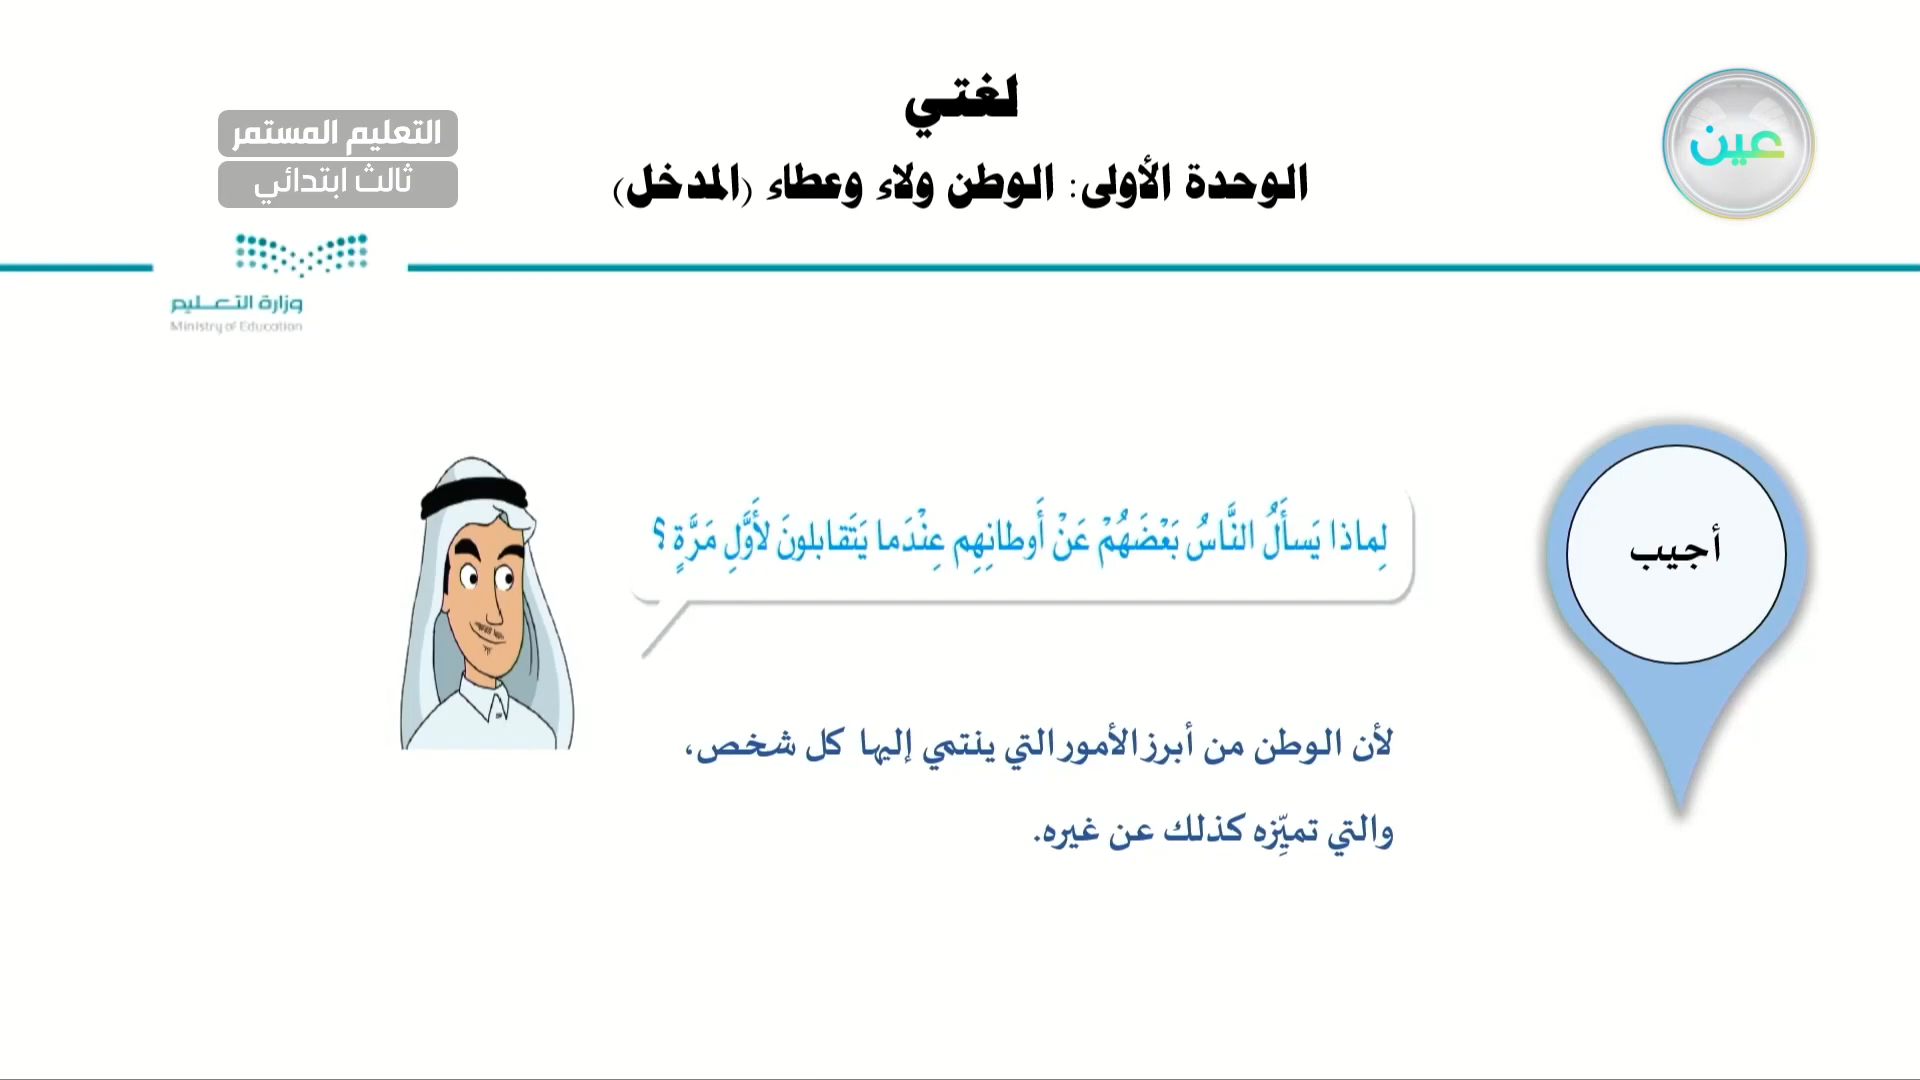 لغتي
الوحدة الأولى: الوطن ولاء وعطاء (المدخل)
عين
التعليم المستمر
ثالث ابتدائي
وزارة التعليم
Ministry of Education
أجيب
لِماذا يَسأَلُ النَّاسُ بَعْضَهُمْ عَنْ أَوطانِهِم عِنْدَما يَتَقابلونَ لأَوَّلِ مَرَّةٍ؟
لأن الوطن من أبرز الأمور التي ينتمي إليها كل شخص،
والتي تميِّزه كذلك عن غيره.